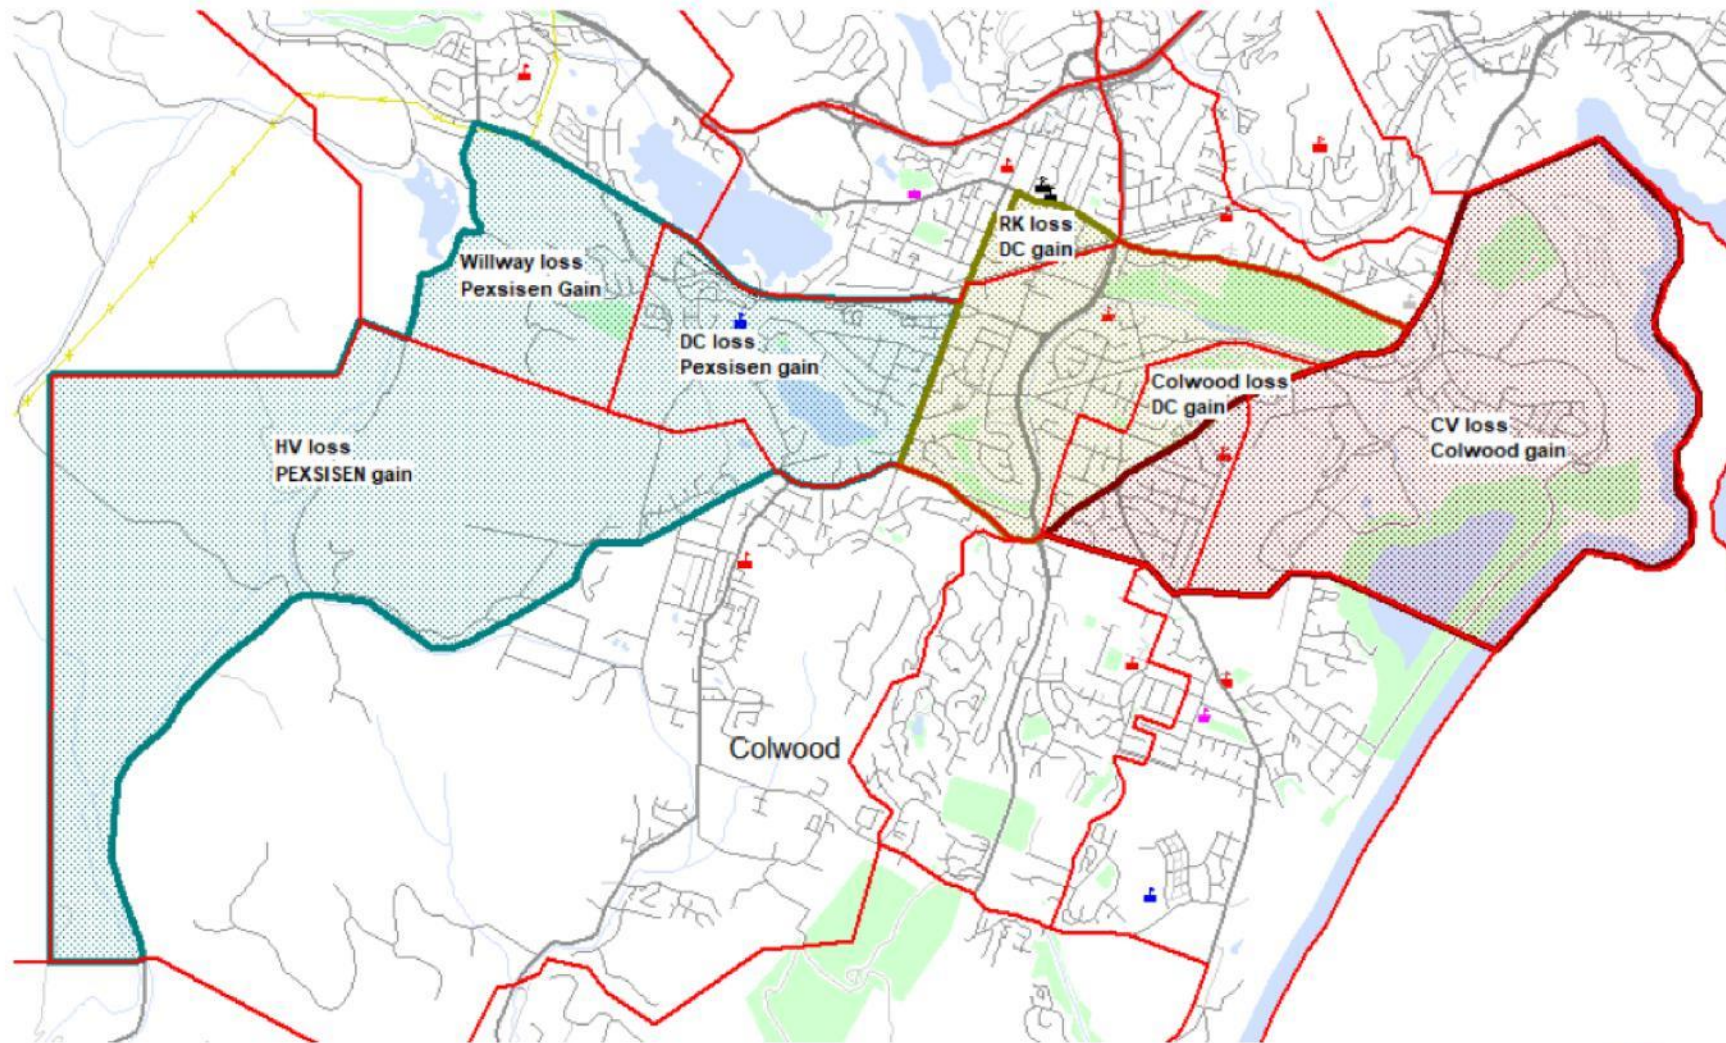 RK loss
DC gain
Willway loss
Pexsisen Gain
DC loss
Pexsisen gain
Colwood loss
DC gain
CV loss
Colwood gain
HV loss
PEXSISEN gain
Colwood